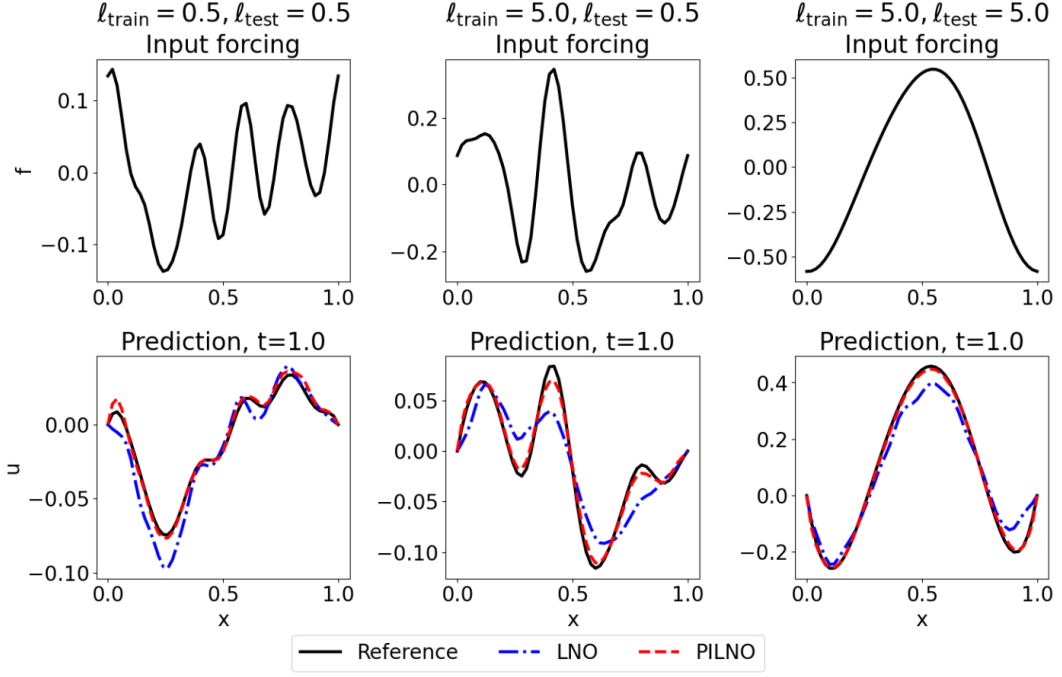 ℓtrain = 0.5, ℓtest = 0.5
Input forcing
ℓtrain = 5.0, ℓtest = 0.5
Input forcing
ℓtrain = 5.0, ℓtest = 5.0
Input forcing
f
0.1
0.0
−0.1
0.0 0.5 1.0
0.2
0.0
−0.2
0.0 0.5 1.0
0.50
0.25
0.00
−0.25
−0.50
0.0 0.5 1.0
Prediction, t=1.0
Prediction, t=1.0
Prediction, t=1.0
u
0.00
−0.05
−0.10
0.0 0.5 1.0
x
0.05
0.00
−0.05
−0.10
0.0 0.5 1.0
x
0.4
0.2
0.0
−0.2
0.0 0.5 1.0
x
Reference LNO PILNO